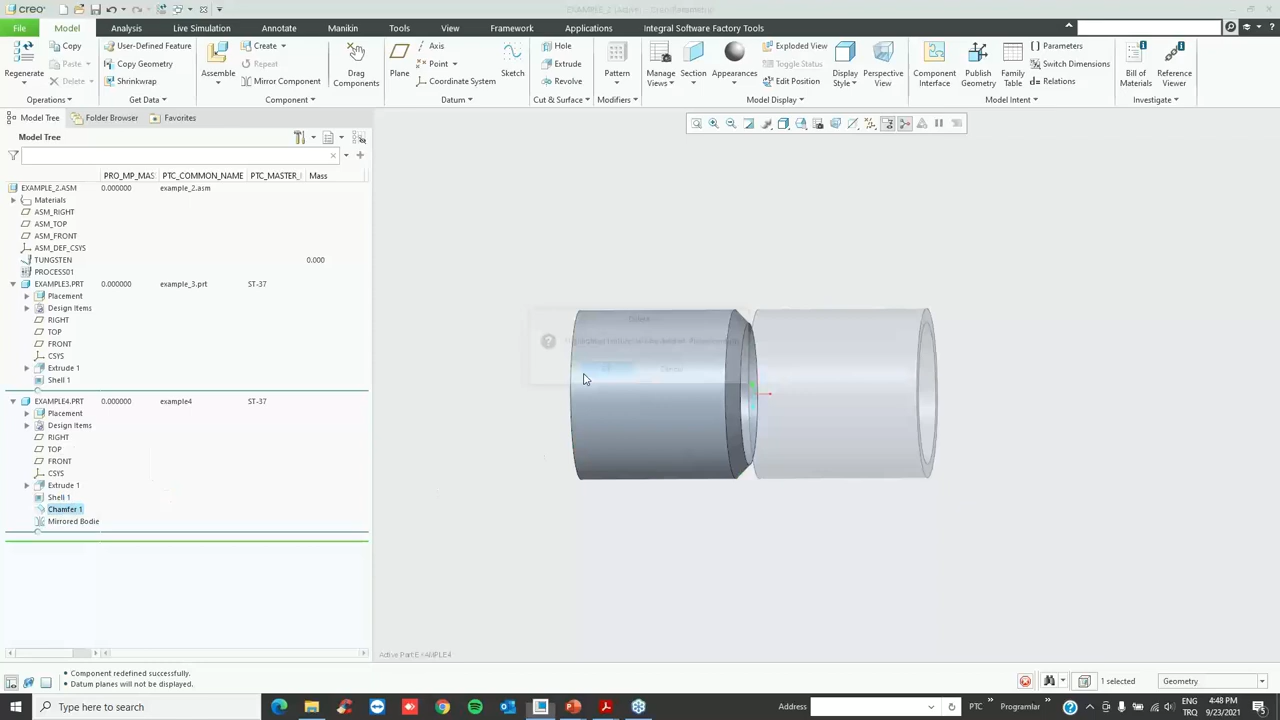 creo
File Model Analysis Live Simulation Annotate Manikin Tools View Framework Applications Integral Software Factory Tools
Regenerate
Copy
Paste
Delete
Operations
User-Defined Feature
Copy Geometry
Shrinkwrap
Get Data
Assemble
Create
Repeat
Mirror Component
Component
Drag
Components
Plane
Axis
Point
Coordinate System
Sketch
Datum
Hole
Extrude
Revolve
Cut & Surface
Pattern
Modifiers
Manage
Views
Section
Appearances
Exploded View
Toggle Status
Edit Position
Display
Style
Perspective
View
Model Display
Component
Interface
Publish
Geometry
Family
Table
Parameters
Switch Dimensions
Relations
Model Intent
Bill of
Materials
Reference
Viewer
Investigate
Model Tree Folder Browser Favorites
Model Tree
PRO_MP_MAS PTC_COMMON_NAME PTC_MASTER_ Mass
EXAMPLE_2.ASM 0.000000 example_2.asm
Materials
ASM_RIGHT
ASM_TOP
ASM_FRONT
ASM_DEF_CSYS
TUNGSTEN 0.000
PROCESS01
EXAMPLE3.PRT 0.000000 example_3.prt ST-37
Placement
Design Items
RIGHT
TOP
FRONT
CSYS
Extrude 1
Shell 1
EXAMPLE4.PRT 0.000000 example4 ST-37
Placement
Design Items
RIGHT
TOP
FRONT
CSYS
Extrude 1
Shell 1
Chamfer 1
Mirrored Bodie
• Component redefined successfully.
• Datum planes will not be displayed.
1 selected
Geometry
Type here to search
Address
PTC
Programlar
ENG
TRQ
4:48 PM
9/23/2021